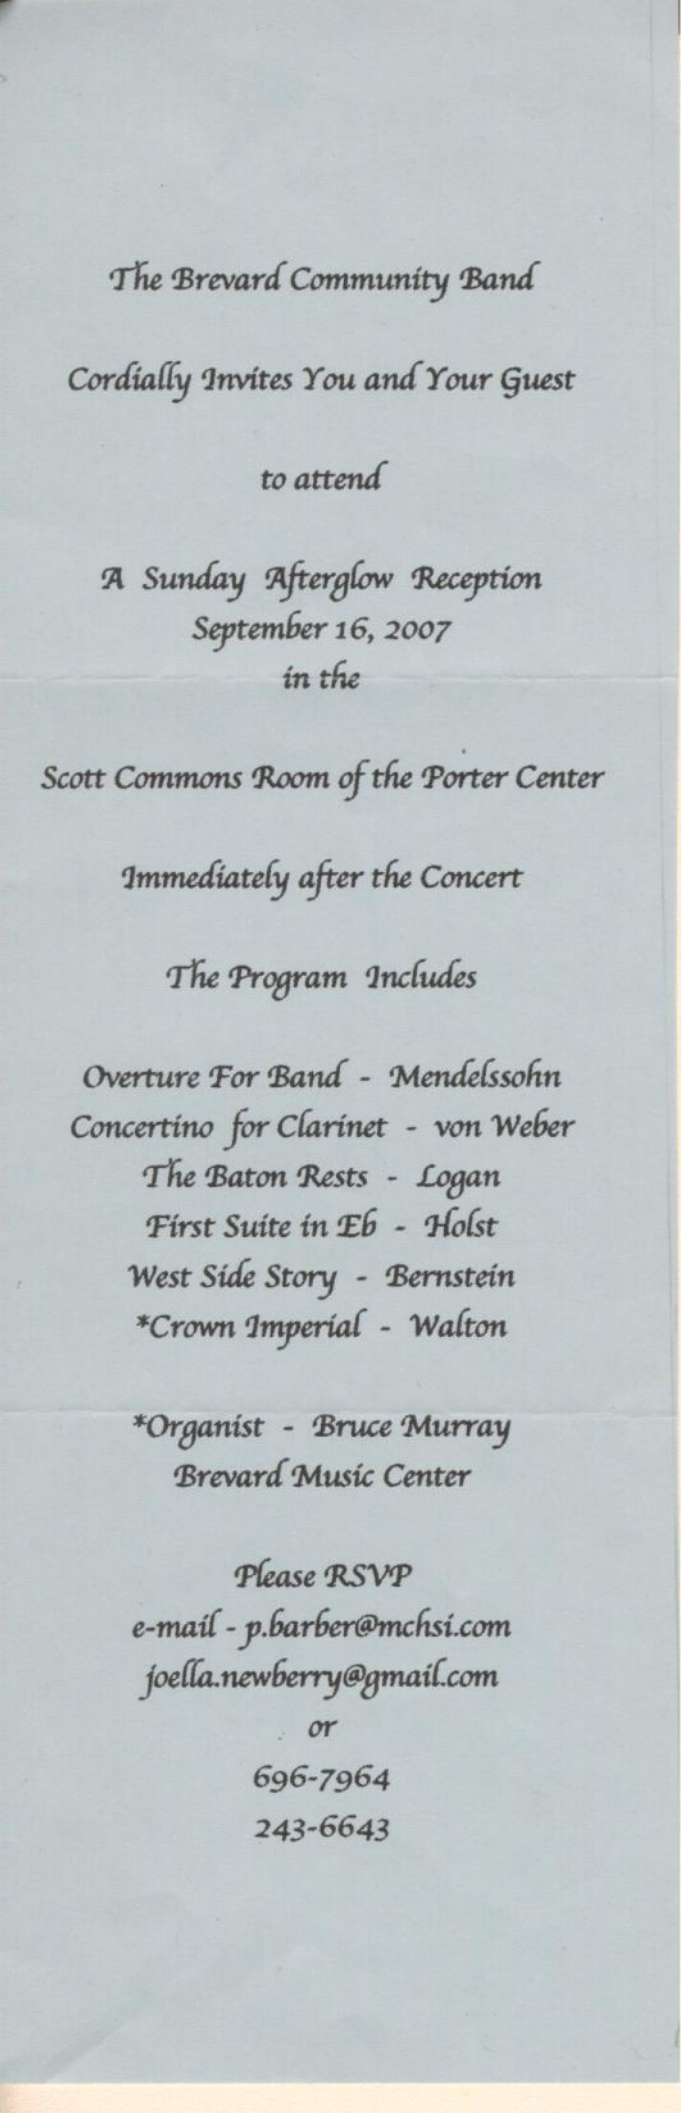 The Brevard Community Band
Cordially Invites You and Your Guest
to attend
A Sunday Afterglow Reception
September 16, 2007
in the
Scott Commons Room of the Porter Center
Immediately after the Concert
The Program Includes
Overture For Band - Mendelssohn
Concertino for Clarinet - von Weber
The Baton Rests - Logan
First Suite in Eb - Holst
West Side Story - Bernstein
*Crown Imperial - Walton
*Organist - Bruce Murray
Brevard Music Center
Please RSVP
e-mail - p.barber@mchsi.com
joella.newberry@gmail.com
or
696-7964
243-6643